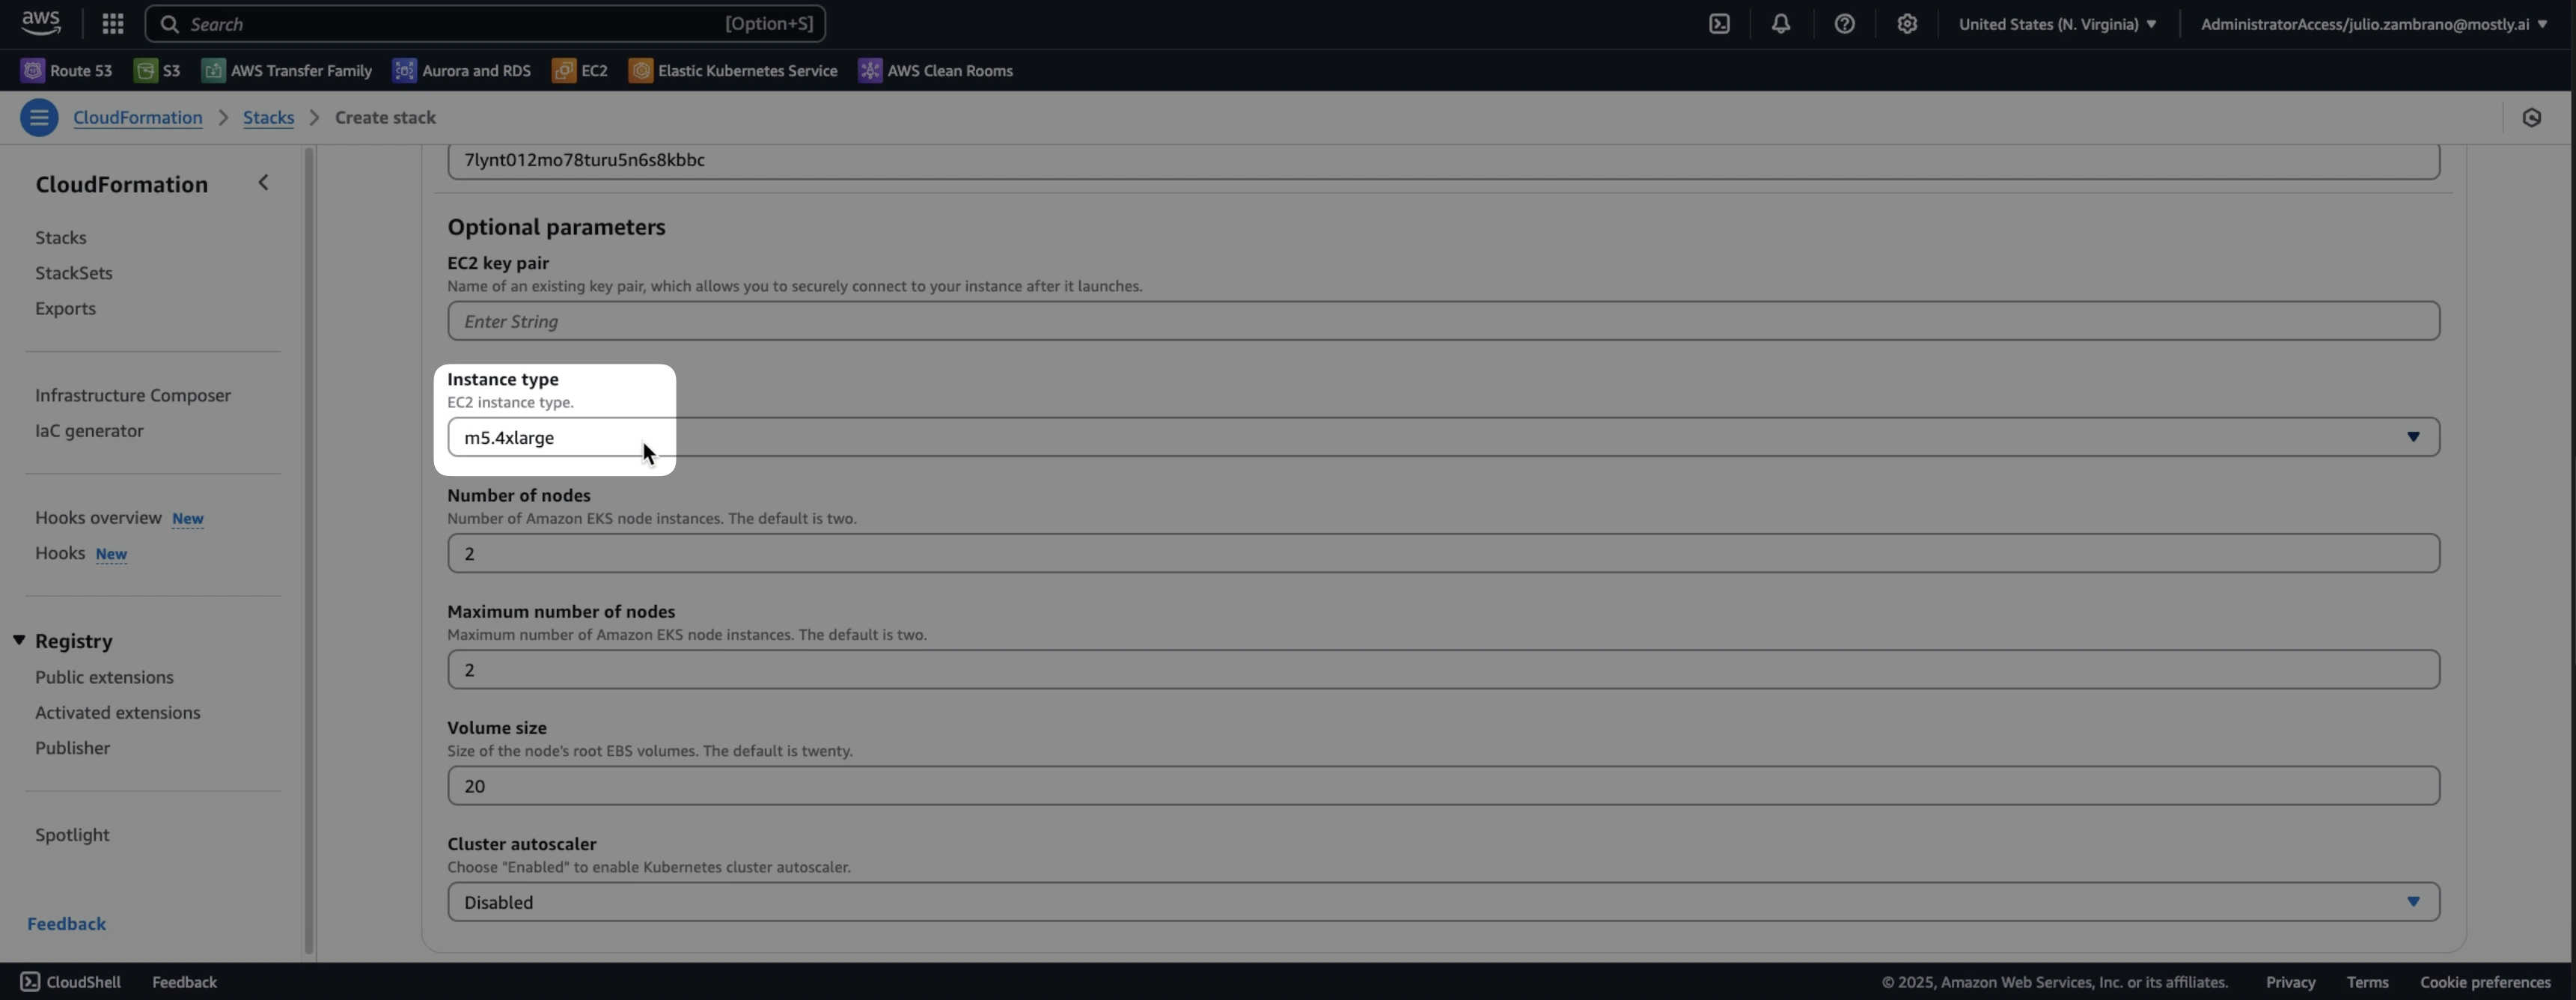 aws
Search
[Option+S]
United States (N. Virginia)
AdministratorAccess/julio.zambrano@mostly.ai
Route 53
S3
AWS Transfer Family
Aurora and RDS
EC2
Elastic Kubernetes Service
AWS Clean Rooms
CloudFormation
Stacks
Create stack
CloudFormation
Stacks
StackSets
Exports
Infrastructure Composer
IaC generator
Hooks overview New
Hooks New
Registry
Public extensions
Activated extensions
Publisher
Spotlight
Feedback
7lynt012mo78turu5n6s8kbbc
Optional parameters
EC2 key pair
Name of an existing key pair, which allows you to securely connect to your instance after it launches.
Enter String
Instance type
EC2 instance type.
m5.4xlarge
Number of nodes
Number of Amazon EKS node instances. The default is two.
2
Maximum number of nodes
Maximum number of Amazon EKS node instances. The default is two.
2
Volume size
Size of the node's root EBS volumes. The default is twenty.
20
Cluster autoscaler
Choose "Enabled" to enable Kubernetes cluster autoscaler.
Disabled
CloudShell
Feedback
© 2025, Amazon Web Services, Inc. or its affiliates.
Privacy
Terms
Cookie preferences